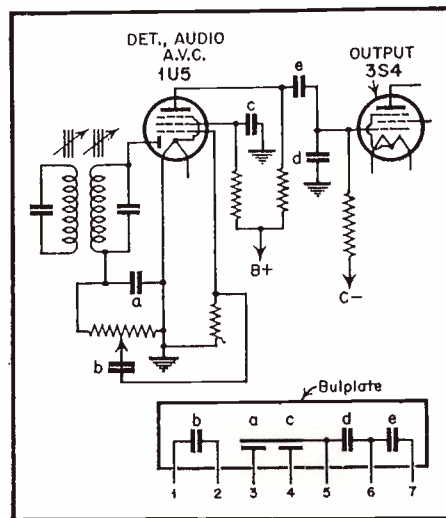 DET., AUDIO
A.V.C.
1U5
OUTPUT
3S4
e
c
d
B+
C-
a
b
Bulplate
b
a
c
d
e
1
2
3
4
5
6
7